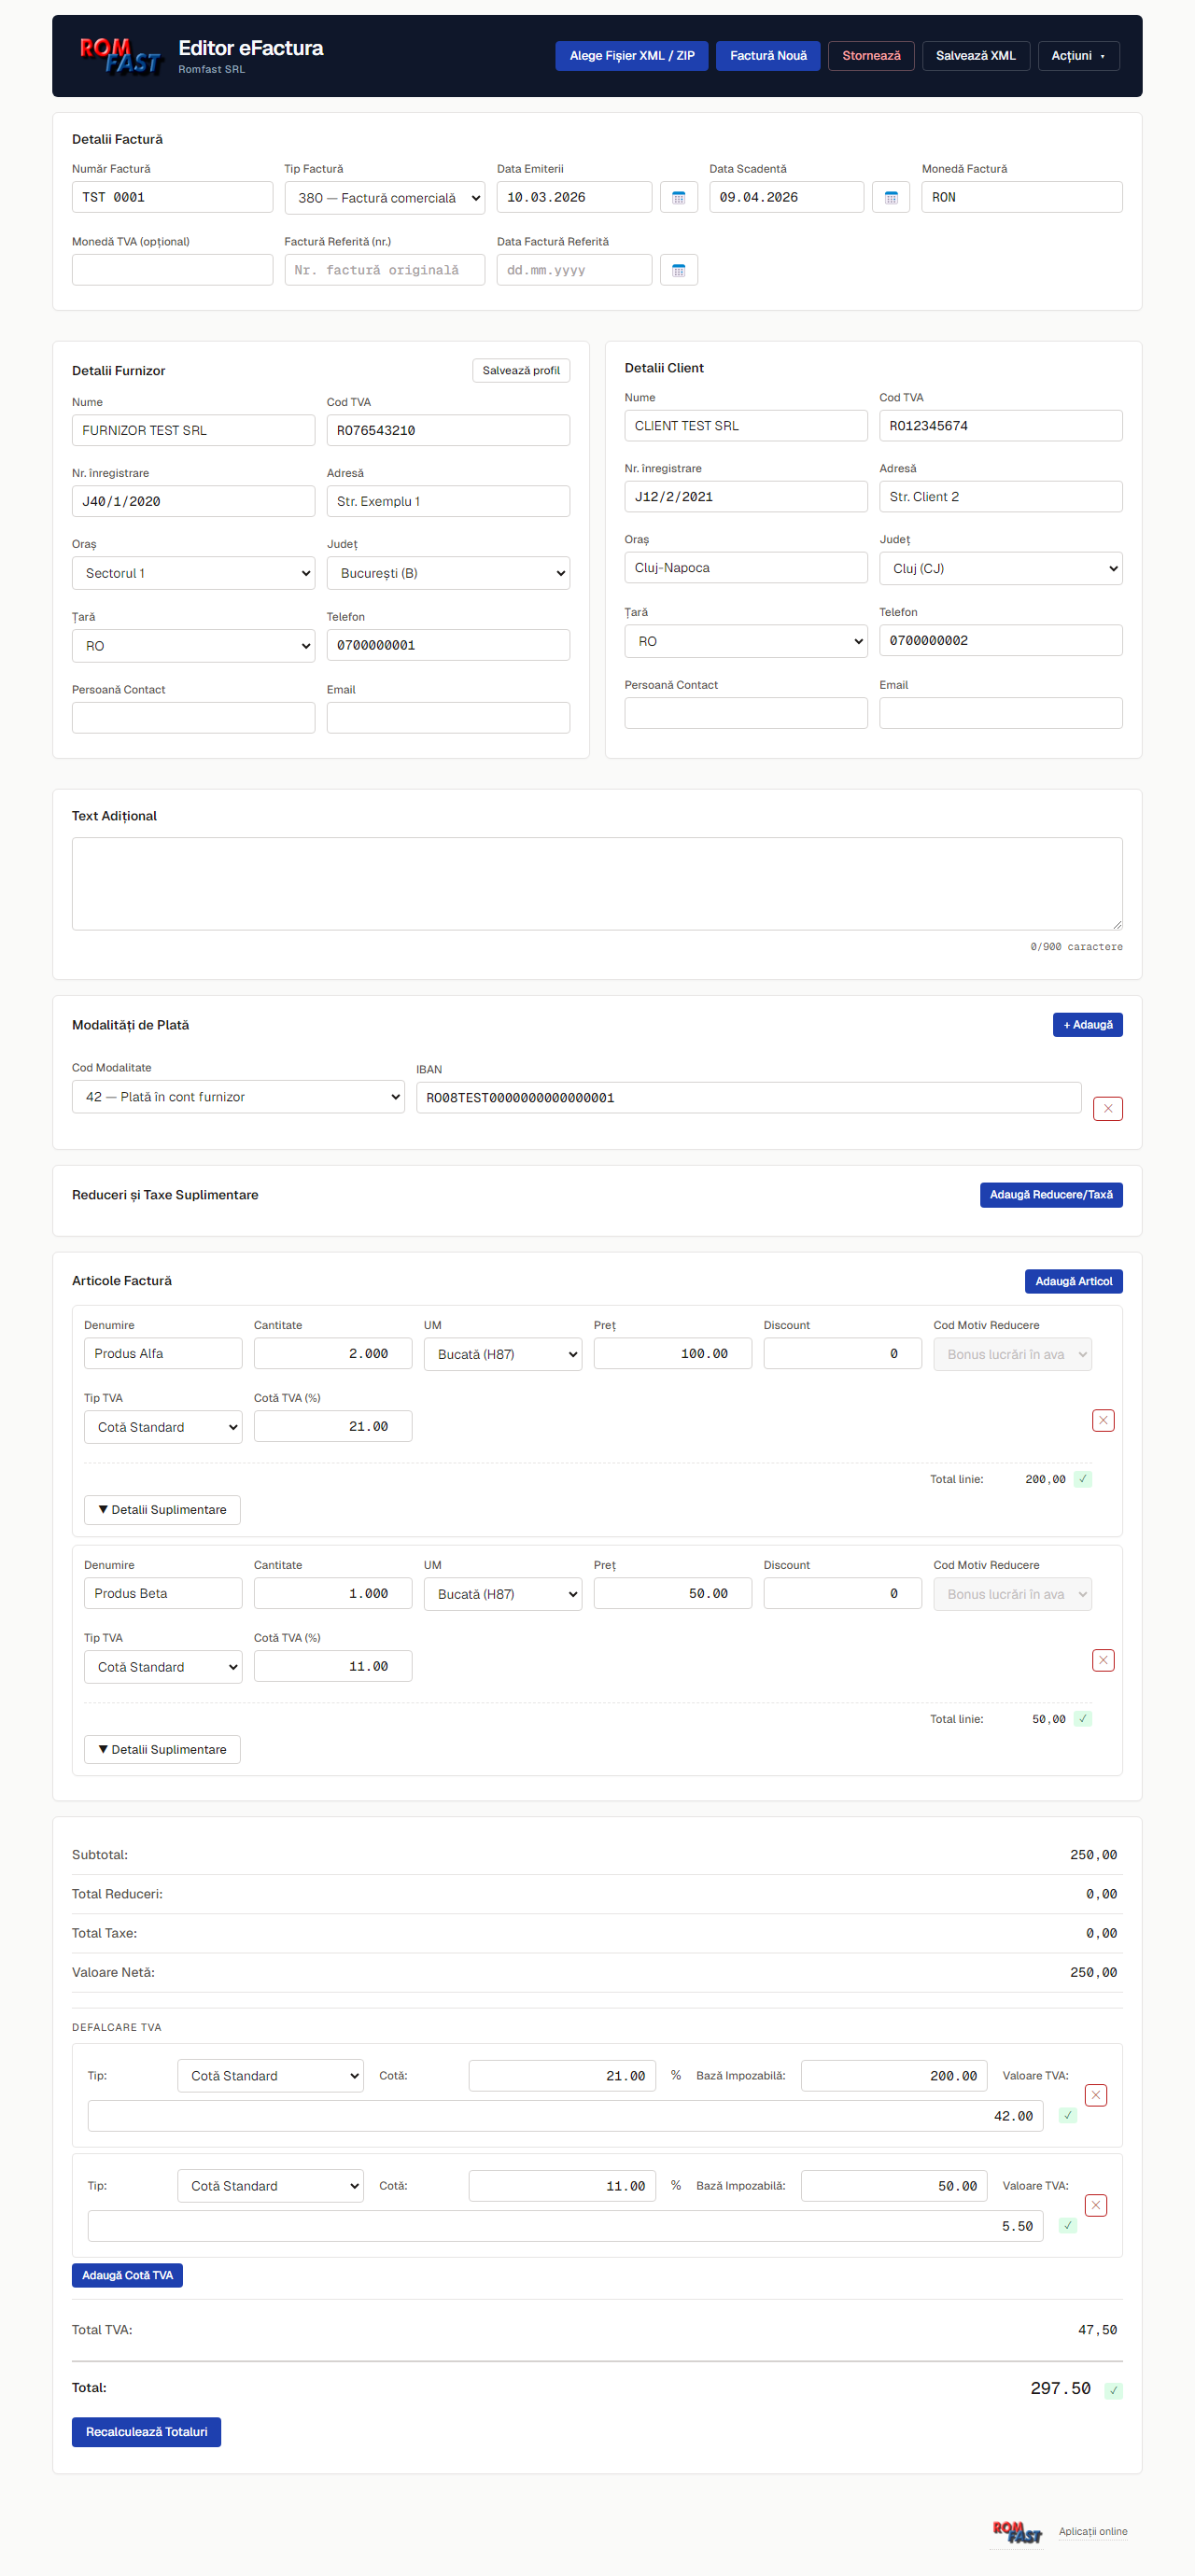 ROM FAST
Editor eFactura
Romfast SRL
Alege Fișier XML / ZIP
Factură Nouă
Stornează
Salvează XML
Acțiuni ▾
Detalii Factură
Număr Factură
Tip Factură
Data Emiterii
Data Scadentă
Monedă Factură
TST 0001
380 — Factură comercială
10.03.2026
09.04.2026
RON
Monedă TVA (opțional)
Factură Referită (nr.)
Data Factură Referită
Nr. factură originală
dd.mm.yyyy
Detalii Furnizor
Salvează profil
Nume
Cod TVA
FURNIZOR TEST SRL
RO76543210
Nr. înregistrare
Adresă
J40/1/2020
Str. Exemplu 1
Oraș
Județ
Sectorul 1
București (B)
Țară
Telefon
RO
0700000001
Persoană Contact
Email
Detalii Client
Nume
Cod TVA
CLIENT TEST SRL
RO12345674
Nr. înregistrare
Adresă
J12/2/2021
Str. Client 2
Oraș
Județ
Cluj-Napoca
Cluj (CJ)
Țară
Telefon
RO
0700000002
Persoană Contact
Email
Text Adițional
0/900 caractere
Modalități de Plată
+ Adaugă
Cod Modalitate
IBAN
42 — Plată în cont furnizor
RO08TEST0000000000000001
Reduceri și Taxe Suplimentare
Adaugă Reducere/Taxă
Articole Factură
Adaugă Articol
Denumire
Cantitate
UM
Preț
Discount
Cod Motiv Reducere
Produs Alfa
2.000
Bucată (H87)
100.00
0
Bonus lucrări în ava
Tip TVA
Cotă TVA (%)
Cotă Standard
21.00
Total linie: 200,00 ✓
▼ Detalii Suplimentare
Denumire
Cantitate
UM
Preț
Discount
Cod Motiv Reducere
Produs Beta
1.000
Bucată (H87)
50.00
0
Bonus lucrări în ava
Tip TVA
Cotă TVA (%)
Cotă Standard
11.00
Total linie: 50,00 ✓
▼ Detalii Suplimentare
Subtotal: 250,00
Total Reduceri: 0,00
Total Taxe: 0,00
Valoare Netă: 250,00
DEFALCARE TVA
Tip: Cotă Standard Cotă: 21.00 % Bază Impozabilă: 200.00 Valoare TVA:
42.00 ✓
Tip: Cotă Standard Cotă: 11.00 % Bază Impozabilă: 50.00 Valoare TVA:
5.50 ✓
Adaugă Cotă TVA
Total TVA: 47,50
Total: 297.50 ✓
Recalculează Totaluri
ROM FAST
Aplicații online